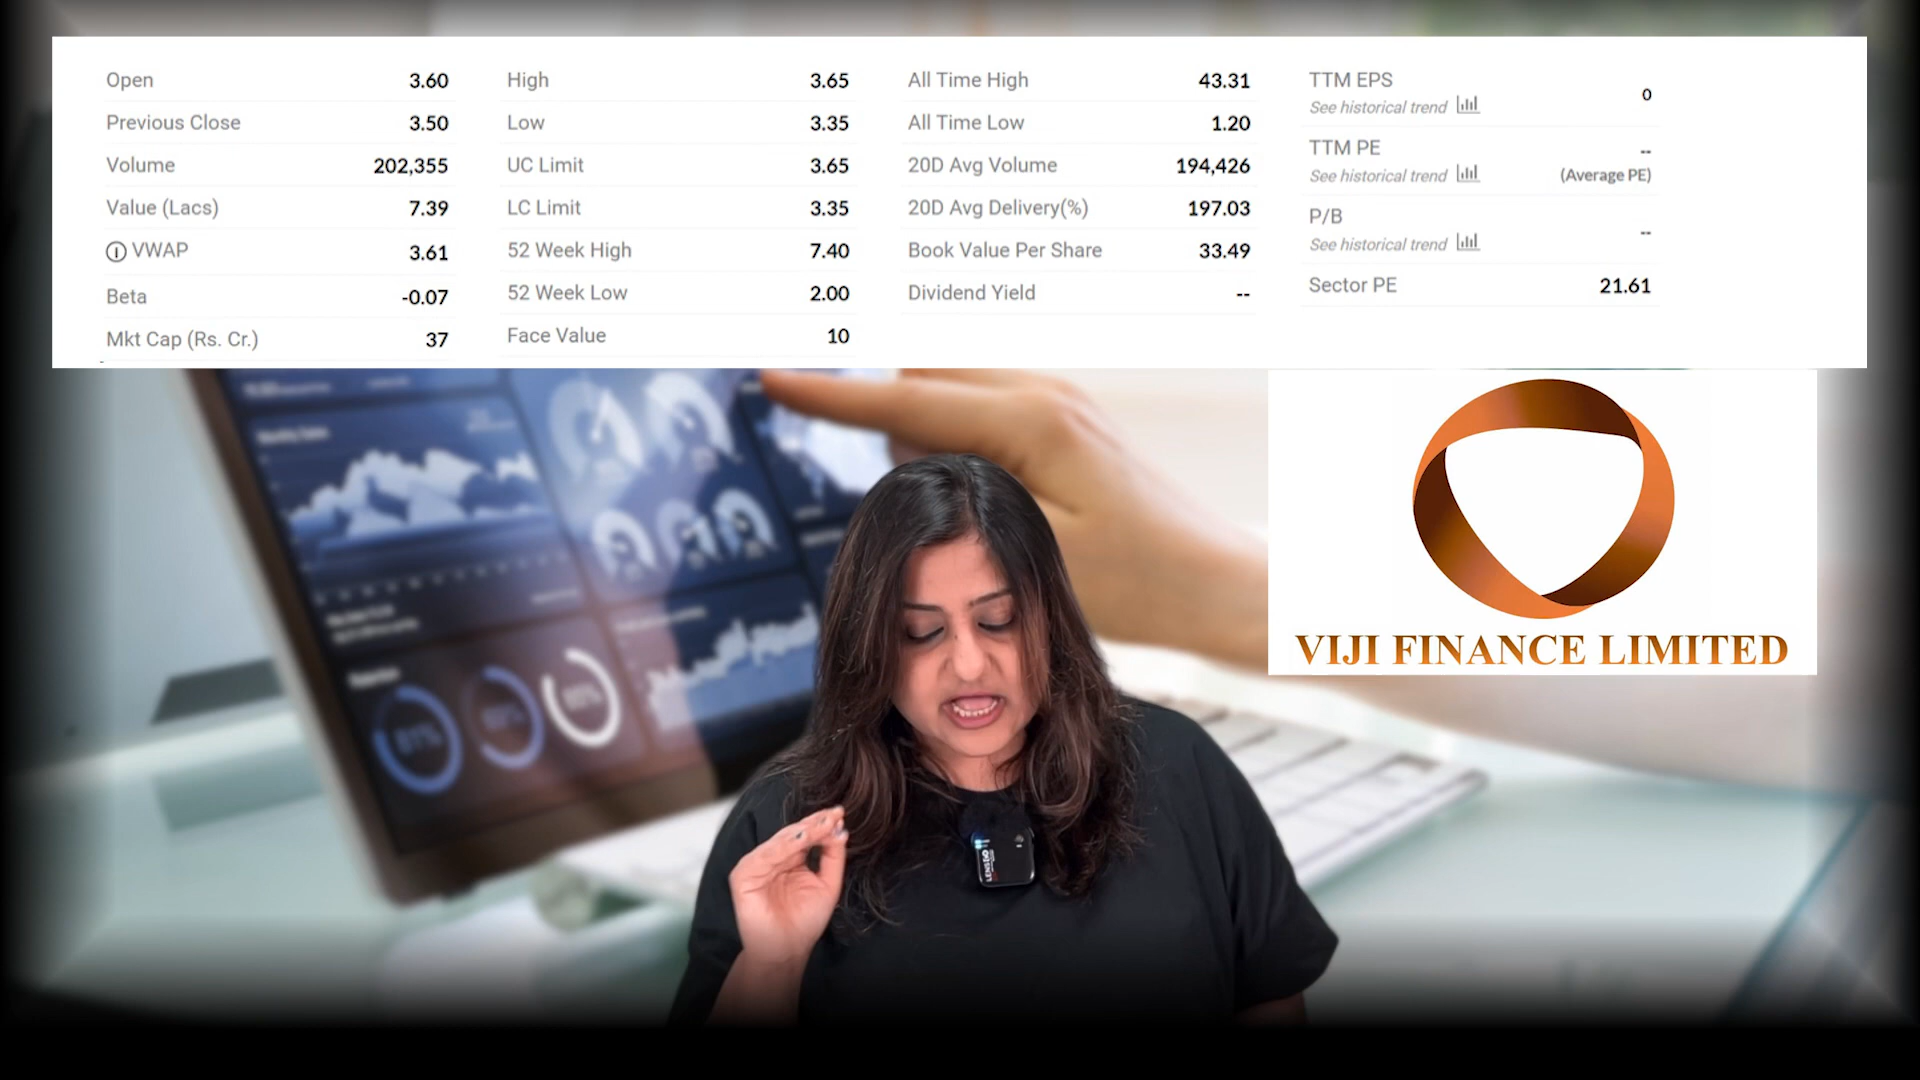 Open 3.60
Previous Close 3.50
Volume 202,355
Value (Lacs) 7.39
VWAP 3.61
Beta -0.07
Mkt Cap (Rs. Cr.) 37
High 3.65
Low 3.35
UC Limit 3.65
LC Limit 3.35
52 Week High 7.40
52 Week Low 2.00
Face Value 10
All Time High 43.31
All Time Low 1.20
20D Avg Volume 194,426
20D Avg Delivery(%) 197.03
Book Value Per Share 33.49
Dividend Yield --
TTM EPS 0
See historical trend
TTM PE --
See historical trend (Average PE)
P/B --
See historical trend
Sector PE 21.61
VIJI FINANCE LIMITED
81%
LENSGO